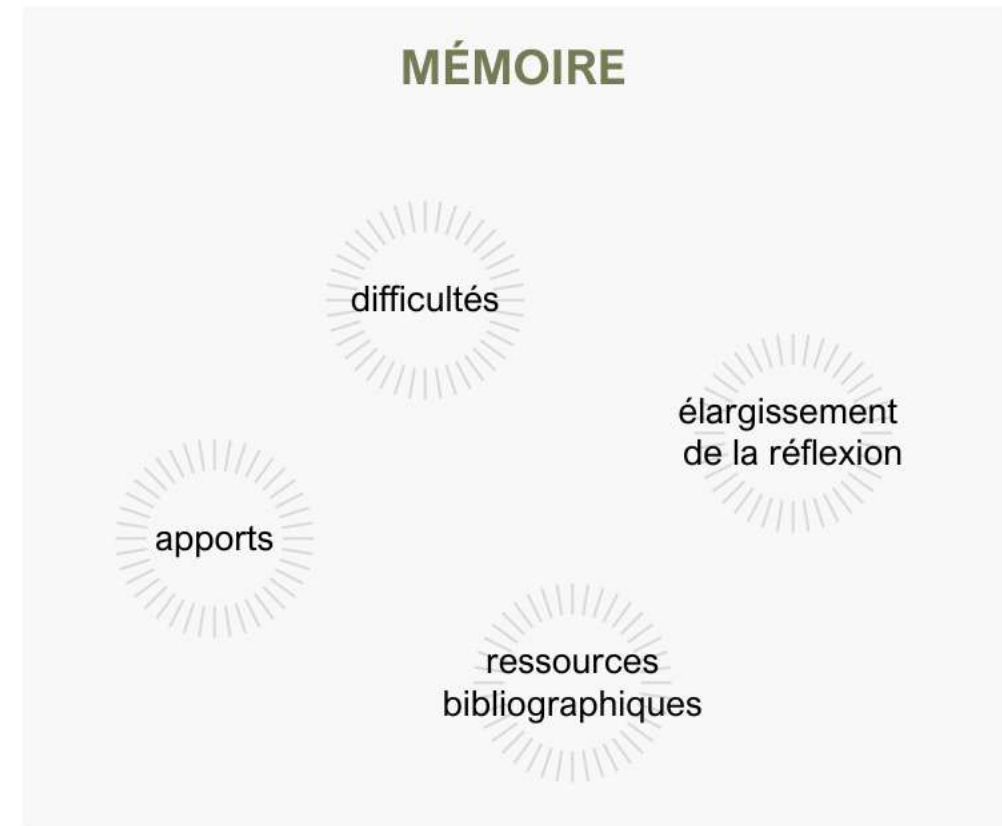 MÉMOIRE
difficultés
élargissement
de la réflexion
apports
ressources
bibliographiques